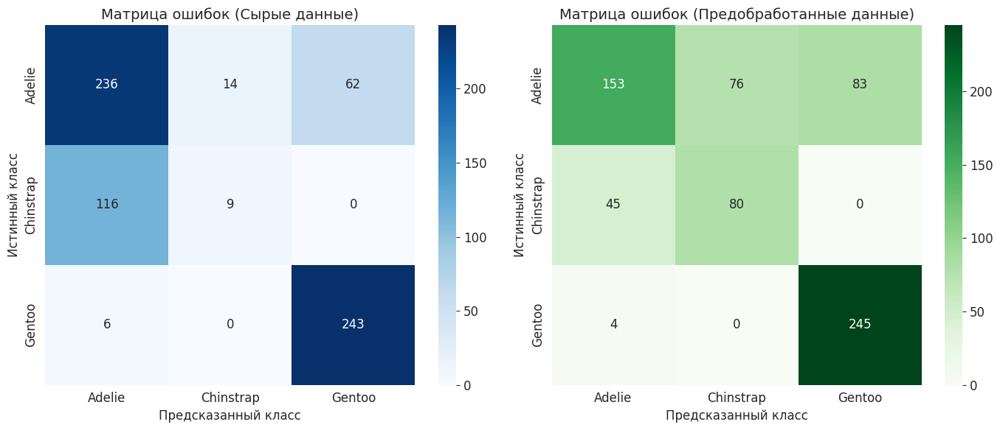 Матрица ошибок (Сырые данные)
Истинный класс
Adelie
Chinstrap
Gentoo
236 14 62
116 9 0
6 0 243
Adelie Chinstrap Gentoo
Предсказанный класс
200
150
100
50
0
Матрица ошибок (Предобработанные данные)
Истинный класс
Adelie
Chinstrap
Gentoo
153 76 83
45 80 0
4 0 245
Adelie Chinstrap Gentoo
Предсказанный класс
200
150
100
50
0